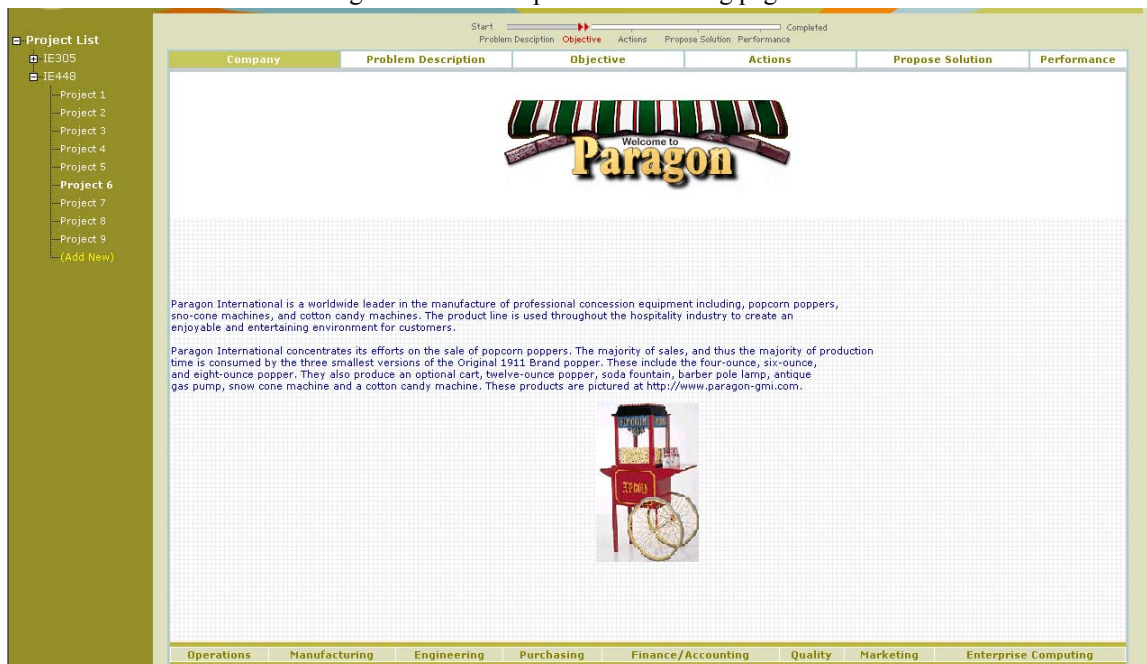 Start Completed
Problem Desciption Objective Actions Propose Solution Performance
Project List
IE305
IE448
Project 1
Project 2
Project 3
Project 4
Project 5
Project 6
Project 7
Project 8
Project 9
(Add New)
Company Problem Description Objective Actions Propose Solution Performance
Welcome to
Paragon
Paragon International is a worldwide leader in the manufacture of professional concession equipment including, popcorn poppers,
sno-cone machines, and cotton candy machines. The product line is used throughout the hospitality industry to create an
enjoyable and entertaining environment for customers.
Paragon International concentrates its efforts on the sale of popcorn poppers. The majority of sales, and thus the majority of production
time is consumed by the three smallest versions of the Original 1911 Brand popper. These include the four-ounce, six-ounce,
and eight-ounce popper. They also produce an optional cart, twelve-ounce popper, soda fountain, barber pole lamp, antique
gas pump, snow cone machine and a cotton candy machine. These products are pictured at http://www.paragon-gmi.com.
POPCORN
Operations Manufacturing Engineering Purchasing Finance/Accounting Quality Marketing Enterprise Computing